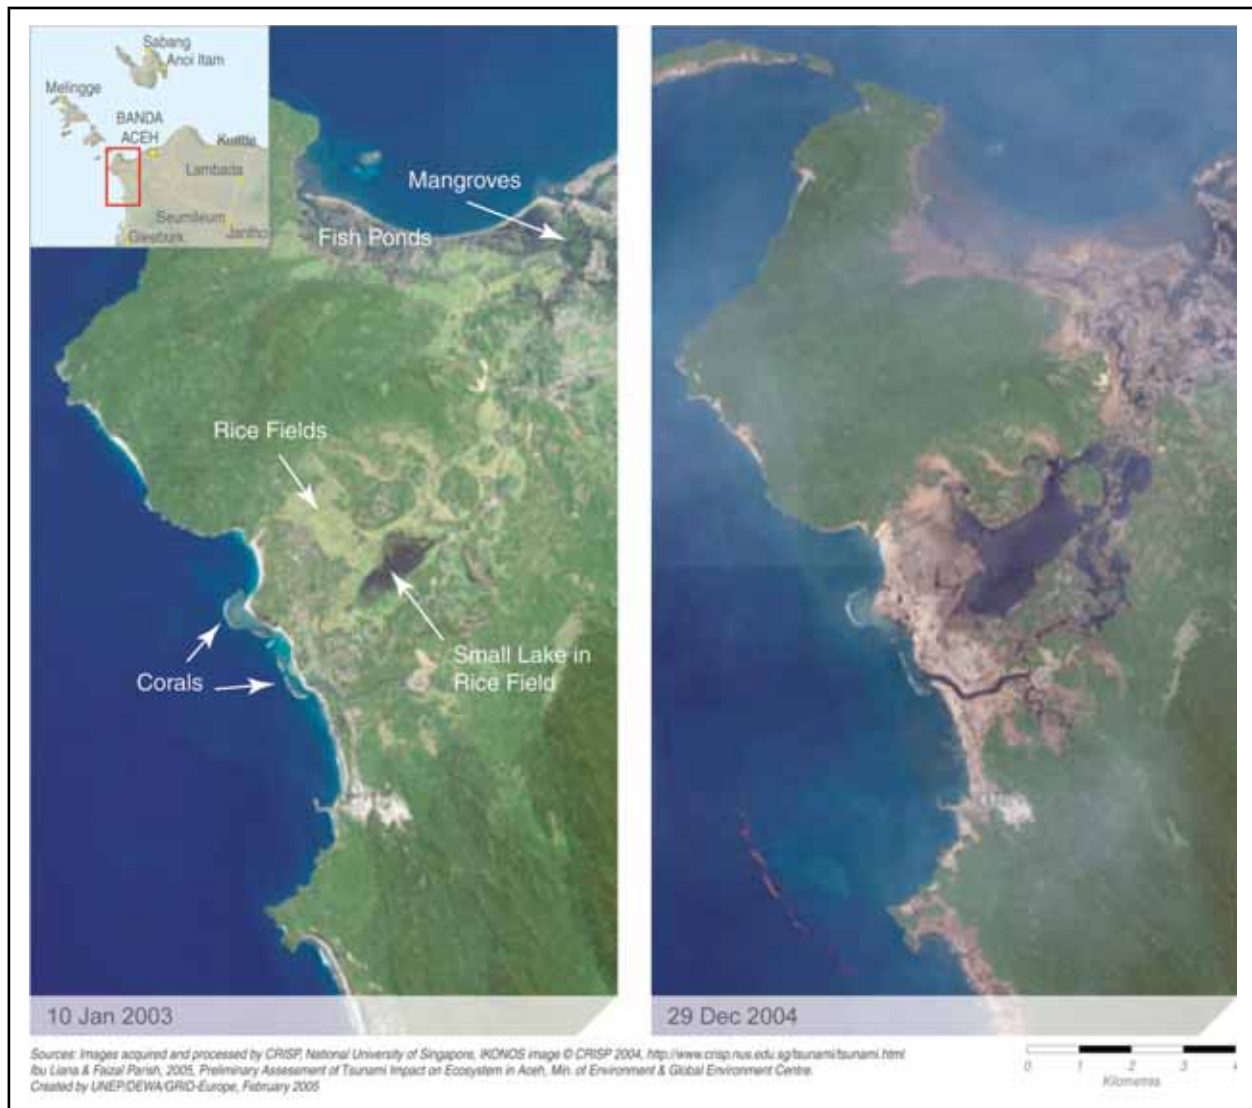 Sabang
Anoi Itam
Melingge
BANDA
ACEH
Lambada
Seumileum
Jantho
Mangroves
Fish Ponds
Rice Fields
Small Lake in
Rice Field
Corals
10 Jan 2003
29 Dec 2004
Sources: Images acquired and processed by CRISP, National University of Singapore, IKONOS image © CRISP 2004, http://www.crisp.nus.edu.sg/tsunami/tsunami.html
Ibu Liana & Faizal Parish, 2005, Preliminary Assessment of Tsunami Impact on Ecosystem in Aceh, Min. of Environment & Global Environment Centre.
Created by UNEP/DEWA/GRID-Europe, February 2005
0 1 2 3 4
Kilometres